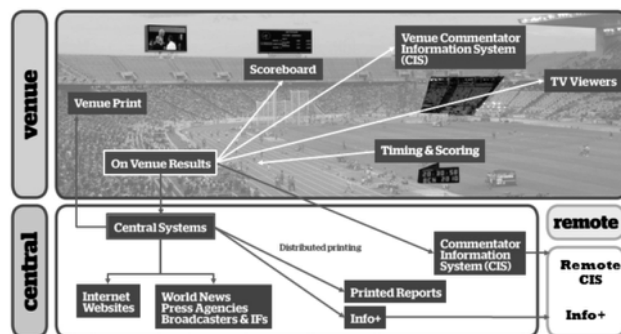 venue
Scoreboard
Venue Commentator
Information System
(CIS)
TV Viewers
Venue Print
Timing & Scoring
On Venue Results
central
Central Systems
Distributed printing
Commentator
Information
System (CIS)
remote
Remote
CIS
Internet
Websites
World News
Press Agencies
Broadcasters & IFs
Printed Reports
Info+
Info+